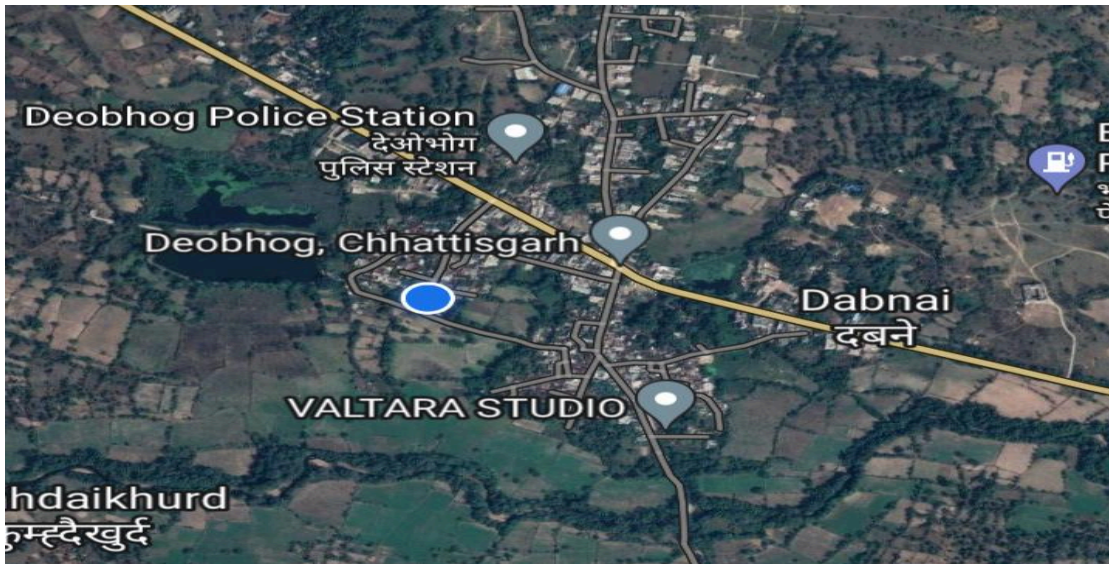 Deobhog Police Station
देओभोग
पुलिस स्टेशन
Deobhog, Chhattisgarh
Dabnai
दबने
VALTARA STUDIO
hdaikhurd
कुम्ह्दैखुर्द